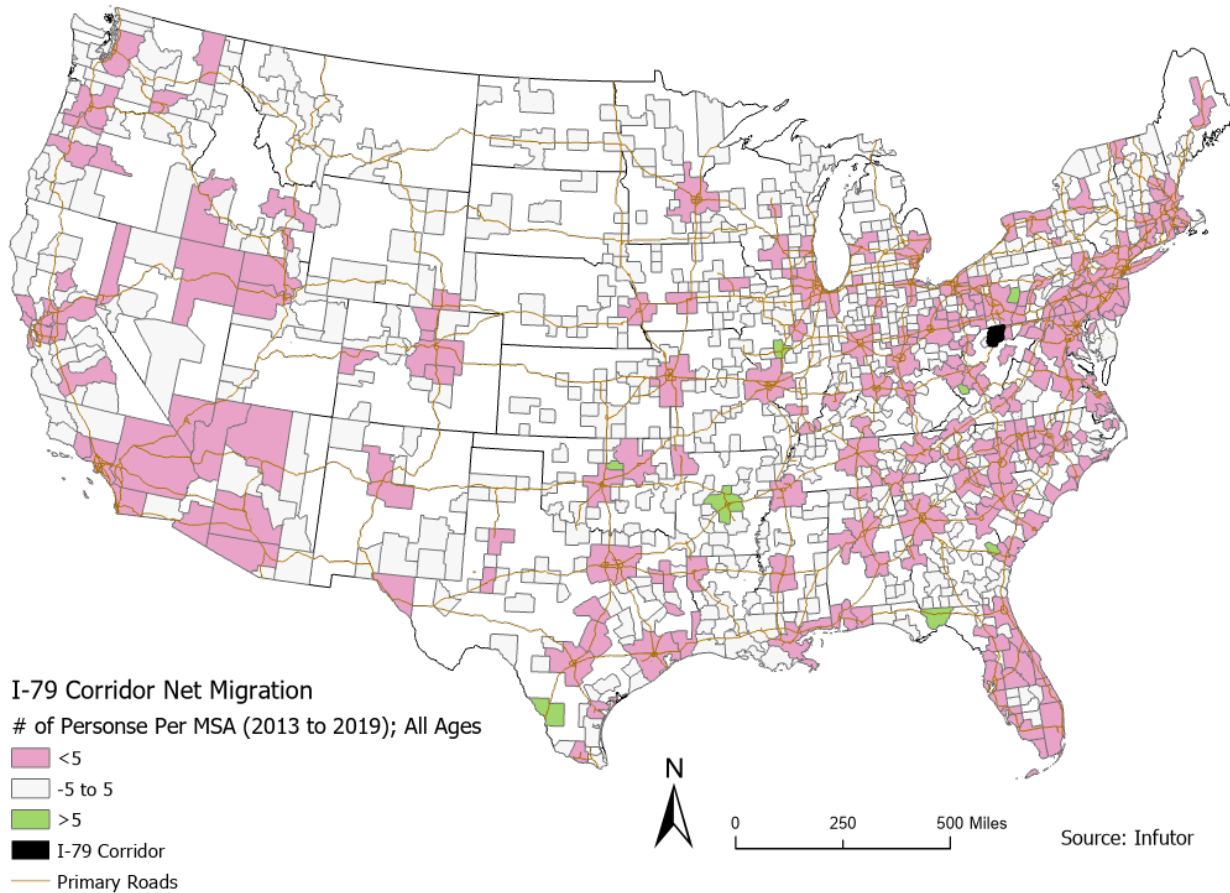 I-79 Corridor Net Migration
# of Personse Per MSA (2013 to 2019); All Ages
<5
-5 to 5
>5
I-79 Corridor
Primary Roads
N
0 250 500 Miles
Source: Infutor